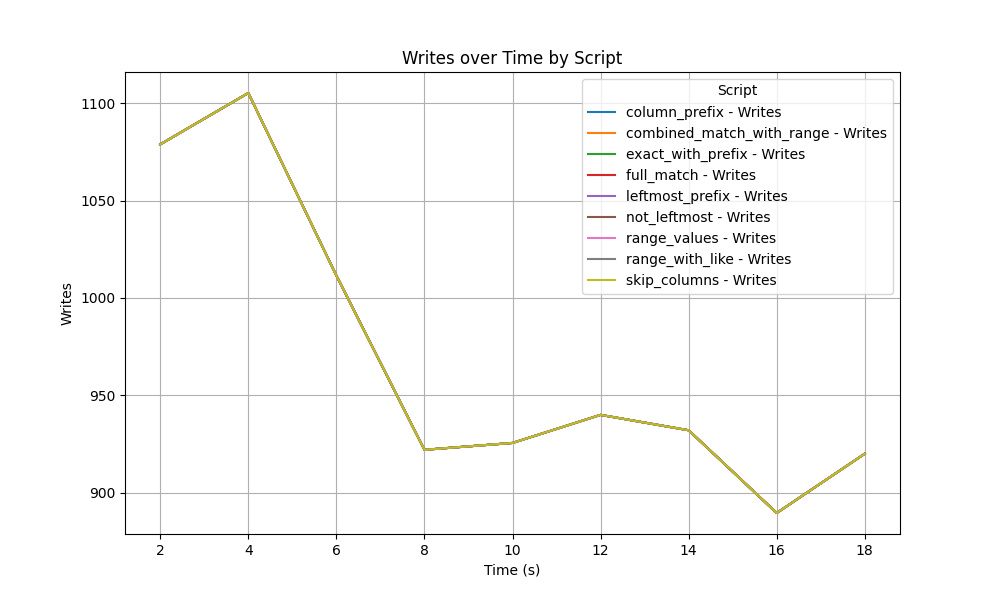 Writes over Time by Script
Script
column_prefix - Writes
combined_match_with_range - Writes
exact_with_prefix - Writes
full_match - Writes
leftmost_prefix - Writes
not_leftmost - Writes
range_values - Writes
range_with_like - Writes
skip_columns - Writes
Writes
1100
1050
1000
950
900
2 4 6 8 10 12 14 16 18
Time (s)